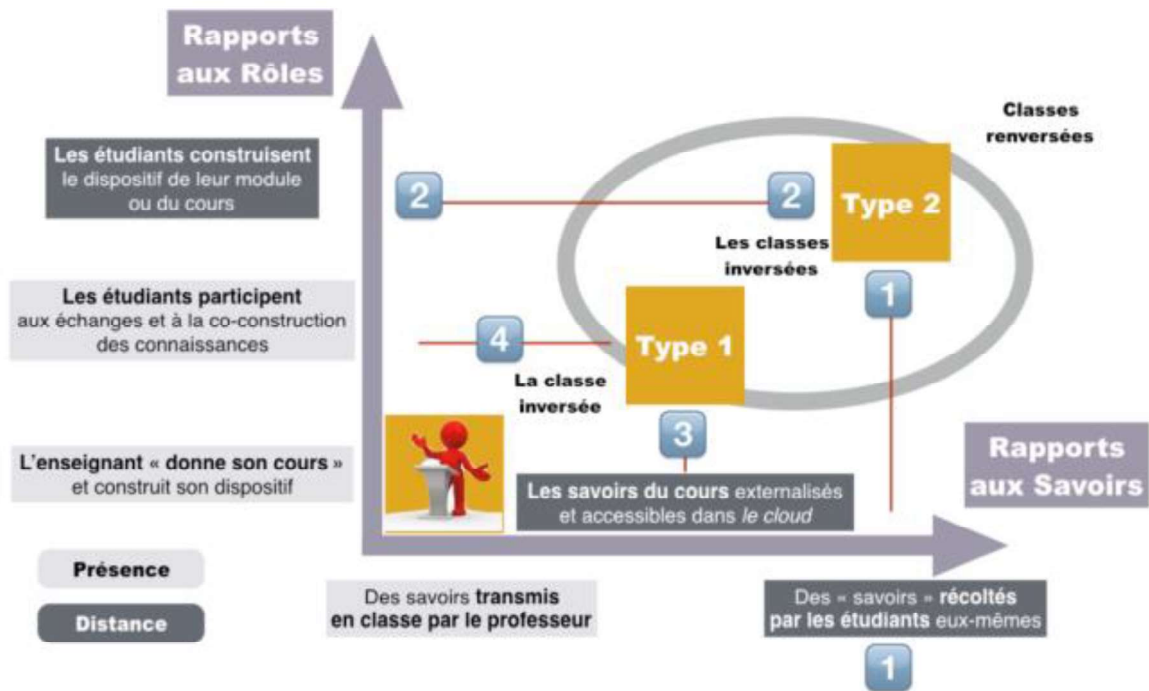 Rapports
aux Rôles
Classes
renversées
Les étudiants construisent
le dispositif de leur module
ou du cours
2
2
Type 2
Les classes
inversées
1
Les étudiants participent
aux échanges et à la co-construction
des connaissances
4
Type 1
La classe
inversée
3
L'enseignant « donne son cours »
et construit son dispositif
Les savoirs du cours externalisés
et accessibles dans le cloud
Rapports
aux Savoirs
Présence
Distance
Des savoirs transmis
en classe par le professeur
Des « savoirs » récoltés
par les étudiants eux-mêmes
1